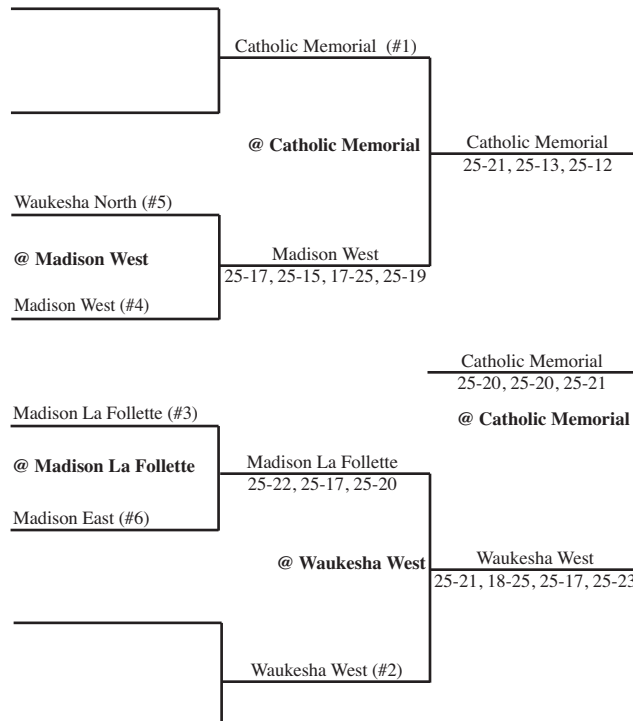 Catholic Memorial (#1)
@ Catholic Memorial
Catholic Memorial
25-21, 25-13, 25-12
Waukesha North (#5)
@ Madison West
Madison West
25-17, 25-15, 17-25, 25-19
Madison West (#4)
Catholic Memorial
25-20, 25-20, 25-21
@ Catholic Memorial
Madison La Follette (#3)
@ Madison La Follette
Madison La Follette
25-22, 25-17, 25-20
Madison East (#6)
@ Waukesha West
Waukesha West
25-21, 18-25, 25-17, 25-23
Waukesha West (#2)